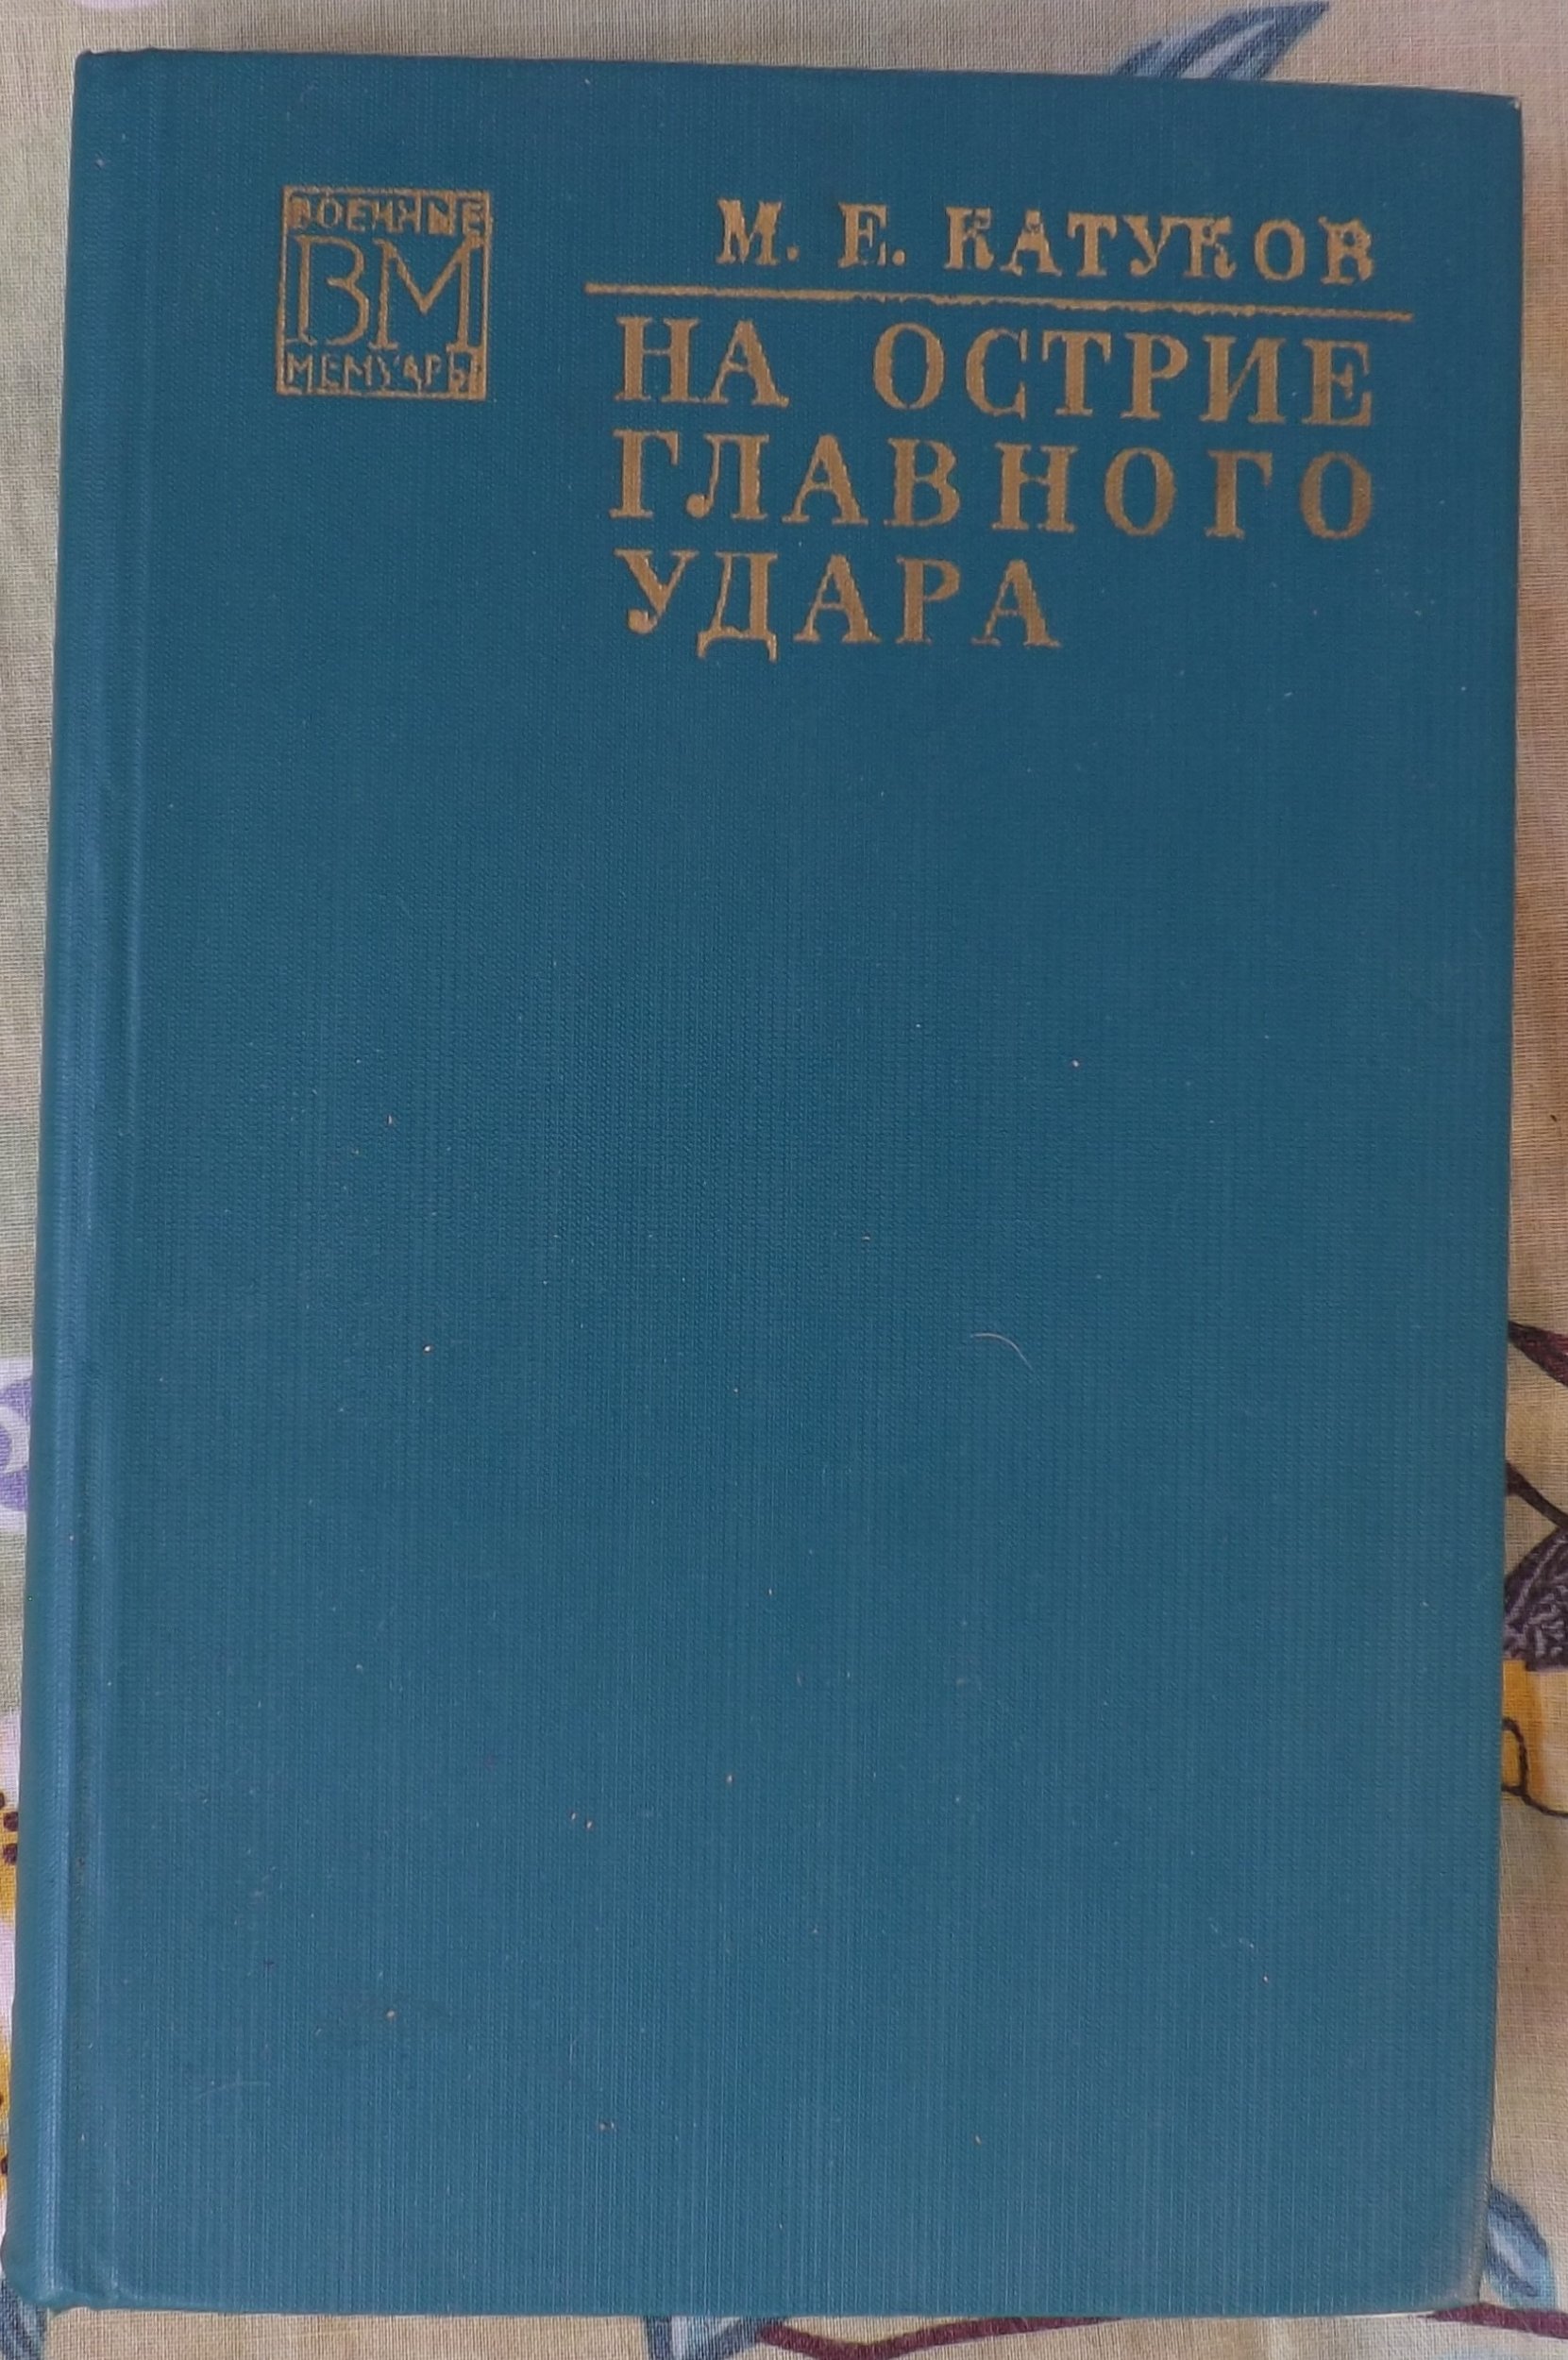 ВОЕННЫЕ
ВМ
МЕМУАРЫ
М. Е. КАТУКОВ
НА ОСТРИЕ
ГЛАВНОГО
УДАРА